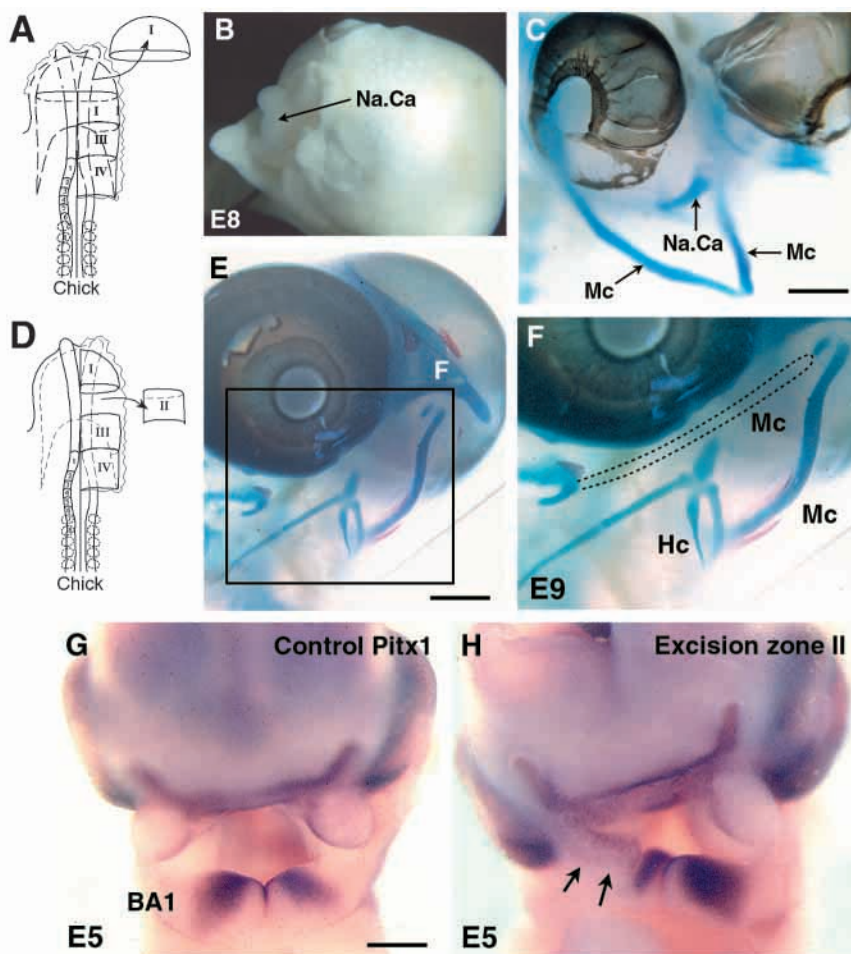 A
I
I
III
IV
Chick
B
Na.Ca
E8
C
Na.Ca
Mc
Mc
D
I
II
III
IV
Chick
E
F
F
Mc
Mc
Hc
E9
G
Control Pitx1
BA1
E5
H
Excision zone II
E5